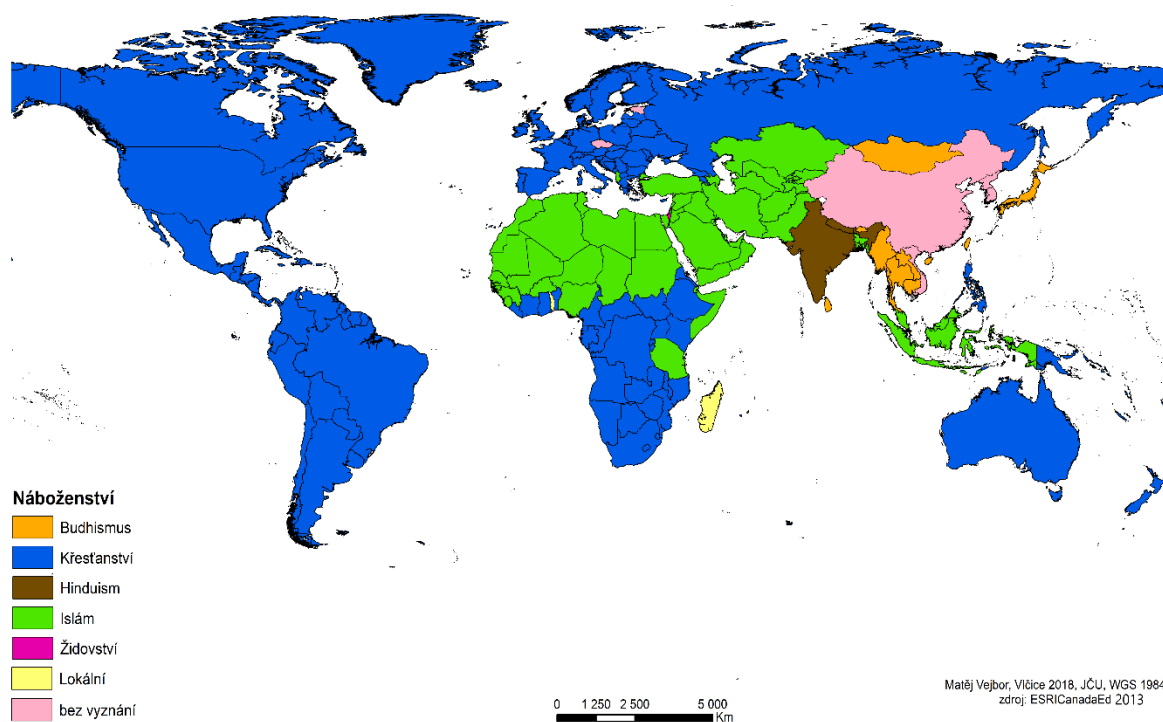 Náboženství
Budhismus
Křesťanství
Hinduism
Islám
Židovství
Lokální
bez vyznání
0 1 250 2 500 5 000
Km
Matěj Vejbor, Vlčice 2018, JČU, WGS 1984
zdroj: ESRICanadaEd 2013